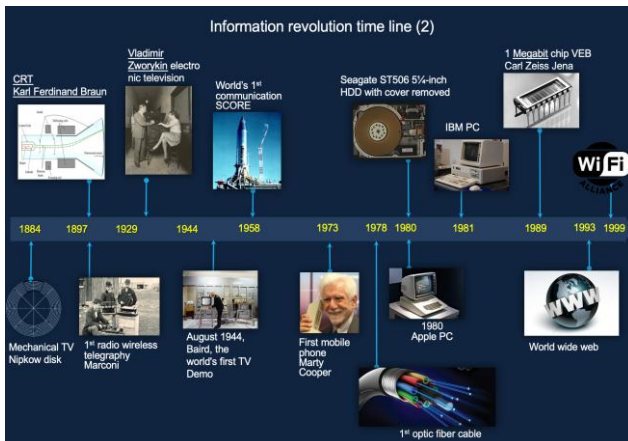 Information revolution time line (2)
CRT
Karl Ferdinand Braun
Vladimir
Zworykin electro
nic television
World's 1st
communication
SCORE
Seagate ST506 5¼-inch
HDD with cover removed
IBM PC
1 Megabit chip VEB
Carl Zeiss Jena
WiFi
ALLIANCE
1884
1897
1929
1944
1958
1973
1978
1980
1981
1989
1993
1999
Mechanical TV
Nipkow disk
1st radio wireless
telegraphy
Marconi
August 1944,
Baird, the
world's first TV
Demo
First mobile
phone
Marty
Cooper
1980
Apple PC
1st optic fiber cable
WWW
World wide web